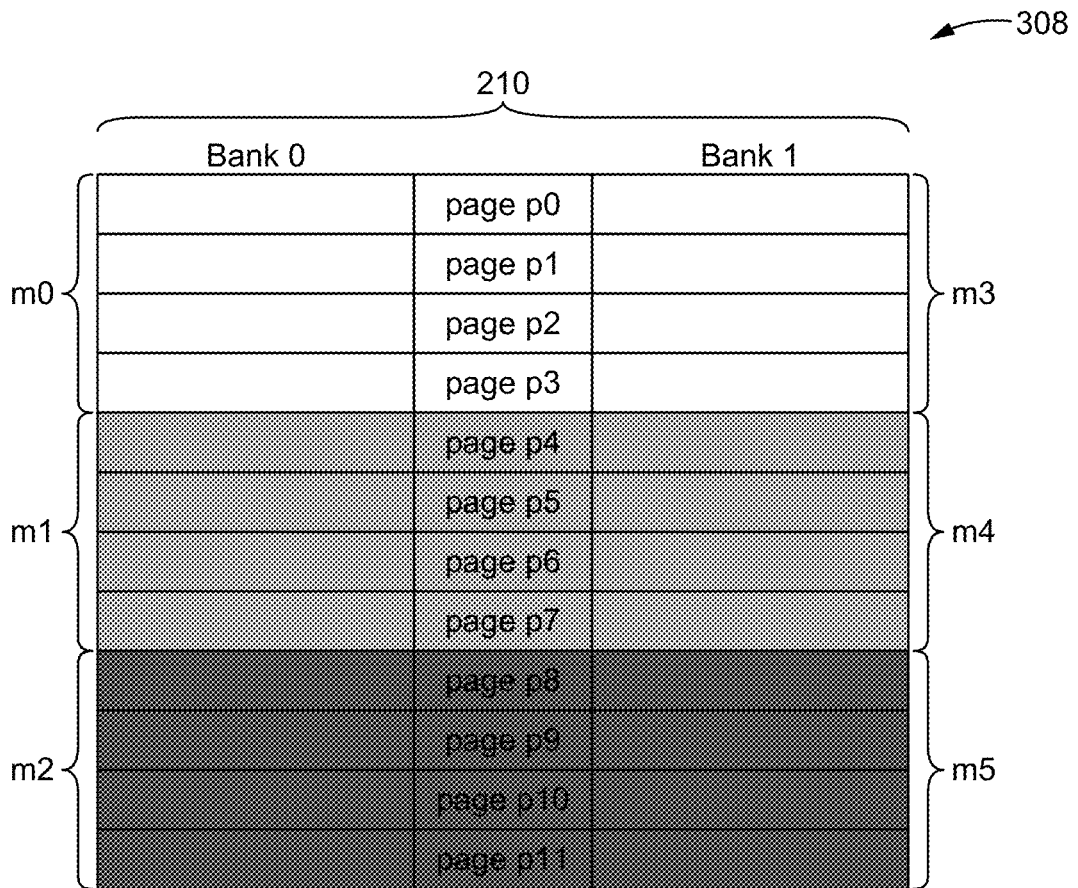 308
210
Bank 0 Bank 1
page p0
page p1
m0 m3
page p2
page p3
page p4
page p5
m1 m4
page p6
page p7
page p8
page p9
m2 m5
page p10
page p11